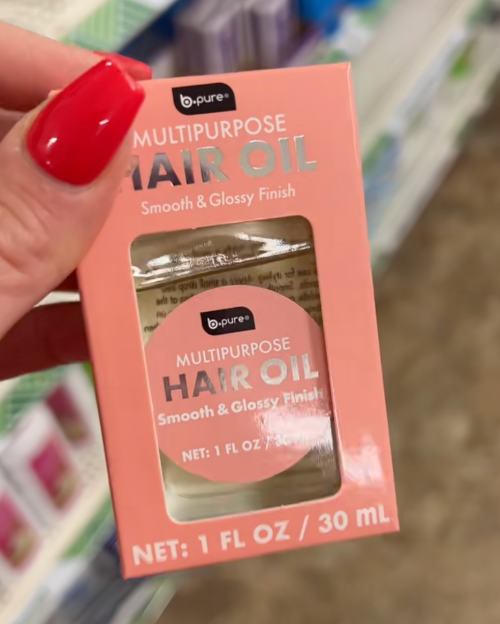 b.pure®
MULTIPURPOSE
HAIR OIL
Smooth & Glossy Finish
b.pure®
MULTIPURPOSE
HAIR OIL
Smooth & Glossy Finish
NET: 1 FL OZ / 30
NET: 1 FL OZ / 30 mL